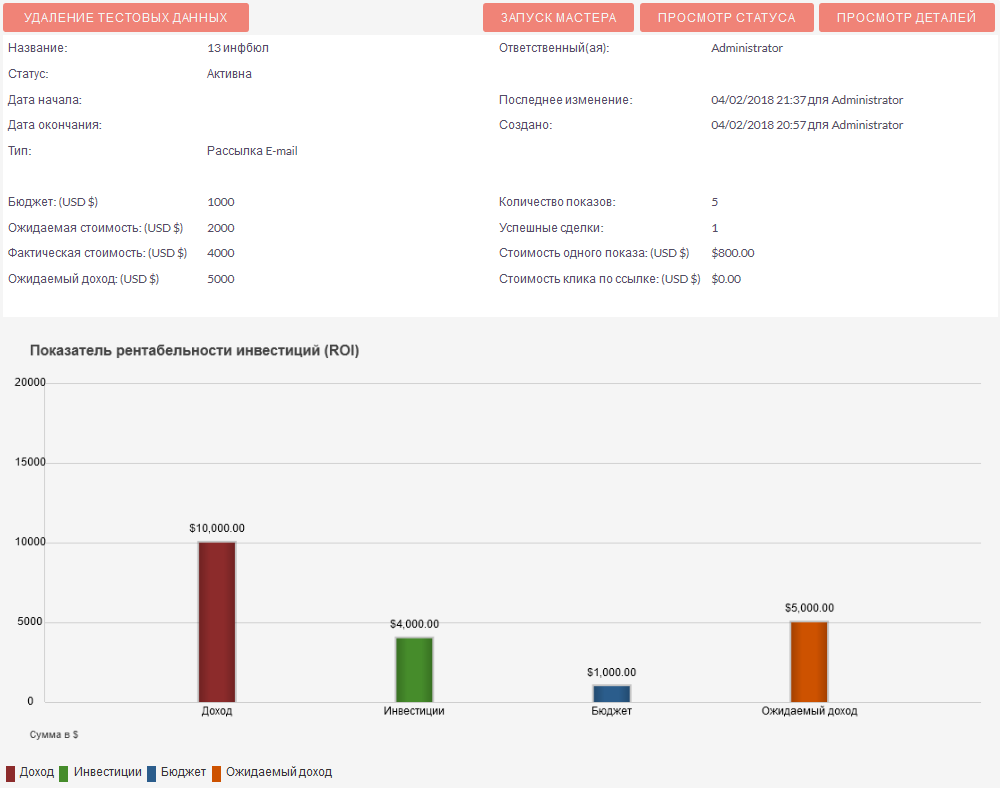 УДАЛЕНИЕ ТЕСТОВЫХ ДАННЫХ ЗАПУСК МАСТЕРА ПРОСМОТР СТАТУСА ПРОСМОТР ДЕТАЛЕЙ
Название: 13 инфбюл Ответственный(ая): Administrator
Статус: Активна
Дата начала: Последнее изменение: 04/02/2018 21:37 для Administrator
Дата окончания: Создано: 04/02/2018 20:57 для Administrator
Тип: Рассылка E-mail
Бюджет: (USD $) 1000 Количество показов: 5
Ожидаемая стоимость: (USD $) 2000 Успешные сделки: 1
Фактическая стоимость: (USD $) 4000 Стоимость одного показа: (USD $) $800.00
Ожидаемый доход: (USD $) 5000 Стоимость клика по ссылке: (USD $) $0.00
Показатель рентабельности инвестиций (ROI)
20000
15000
$10,000.00
10000
$5,000.00
5000 $4,000.00
$1,000.00
0
Доход Инвестиции Бюджет Ожидаемый доход
Сумма в $
Доход Инвестиции Бюджет Ожидаемый доход